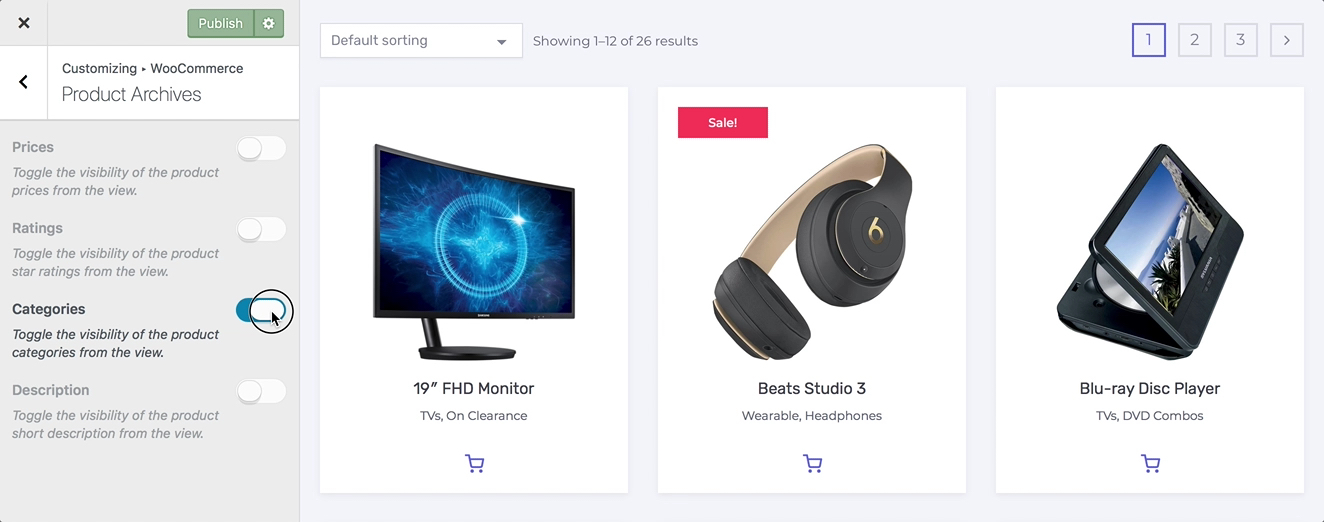 Publish
Customizing ▸ WooCommerce
Product Archives
Prices
Toggle the visibility of the product
prices from the view.
Ratings
Toggle the visibility of the product
star ratings from the view.
Categories
Toggle the visibility of the product
categories from the view.
Description
Toggle the visibility of the product
short description from the view.
Default sorting
Showing 1–12 of 26 results
1 2 3
Sale!
SAMSUNG
SYLVANIA
19″ FHD Monitor
TVs, On Clearance
Beats Studio 3
Wearable, Headphones
Blu-ray Disc Player
TVs, DVD Combos